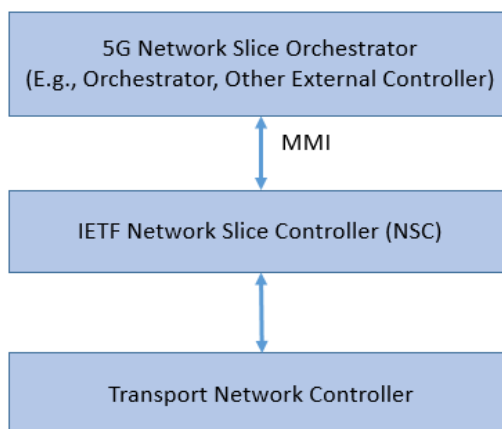 5G Network Slice Orchestrator
(E.g., Orchestrator, Other External Controller)
MMI
IETF Network Slice Controller (NSC)
Transport Network Controller